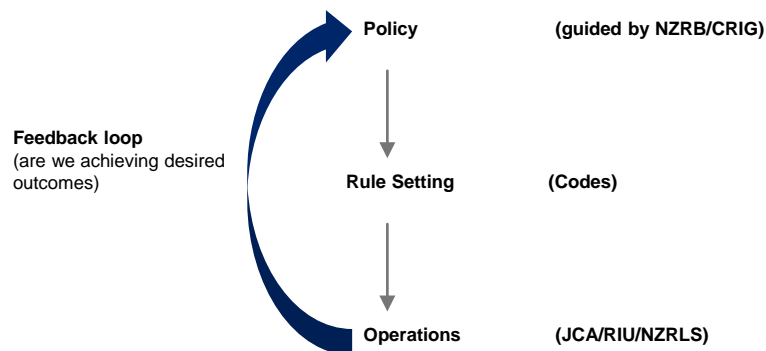 Policy (guided by NZRB/CRIG)
Feedback loop
(are we achieving desired
outcomes)
Rule Setting (Codes)
Operations (JCA/RIU/NZRLS)